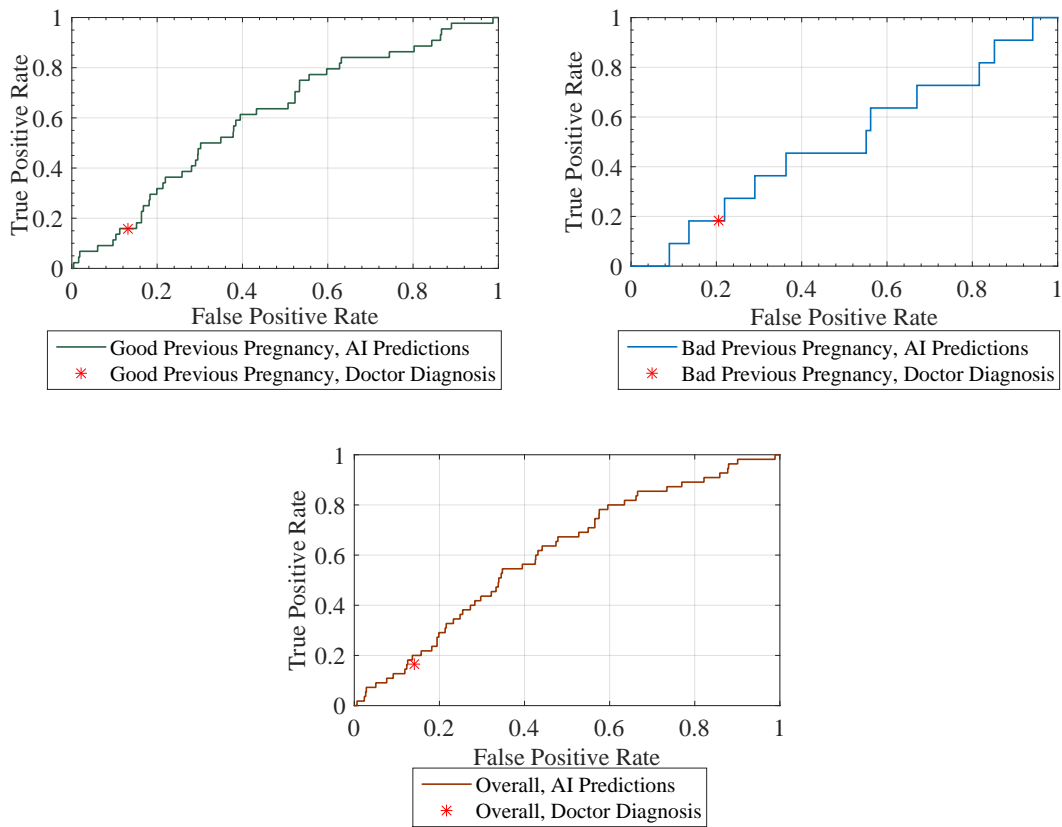 1
0.8
0.6
0.4
0.2
0
True Positive Rate
0 0.2 0.4 0.6 0.8 1
False Positive Rate
Good Previous Pregnancy, AI Predictions
Good Previous Pregnancy, Doctor Diagnosis
1
0.8
0.6
0.4
0.2
0
True Positive Rate
0 0.2 0.4 0.6 0.8 1
False Positive Rate
Bad Previous Pregnancy, AI Predictions
Bad Previous Pregnancy, Doctor Diagnosis
1
0.8
0.6
0.4
0.2
0
True Positive Rate
0 0.2 0.4 0.6 0.8 1
False Positive Rate
Overall, AI Predictions
Overall, Doctor Diagnosis